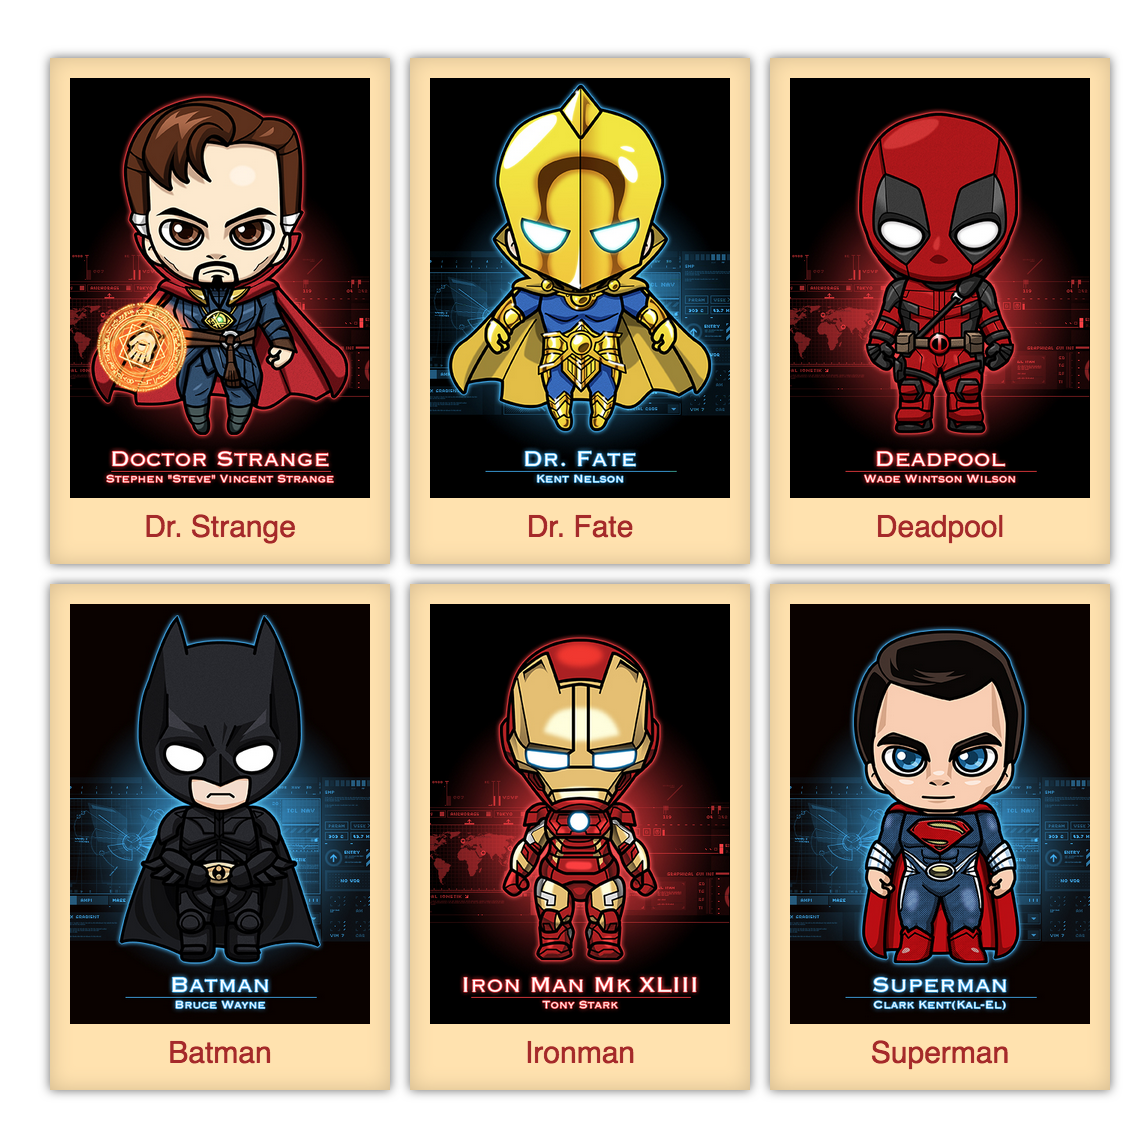 Doctor Strange
Stephen "Steve" Vincent Strange
Dr. Strange
Dr. Fate
Kent Nelson
Dr. Fate
Deadpool
Wade Wintson Wilson
Deadpool
Batman
Bruce Wayne
Batman
Iron Man Mk XLIII
Tony Stark
Ironman
Superman
Clark Kent(Kal-El)
Superman